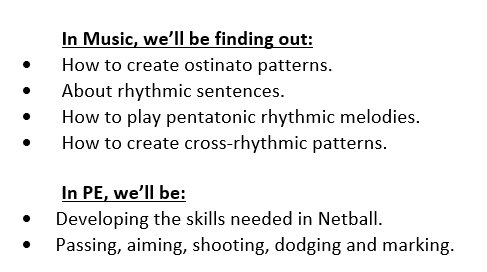 In Music, we’ll be finding out:
• How to create ostinato patterns.
• About rhythmic sentences.
• How to play pentatonic rhythmic melodies.
• How to create cross-rhythmic patterns.
In PE, we’ll be:
• Developing the skills needed in Netball.
• Passing, aiming, shooting, dodging and marking.